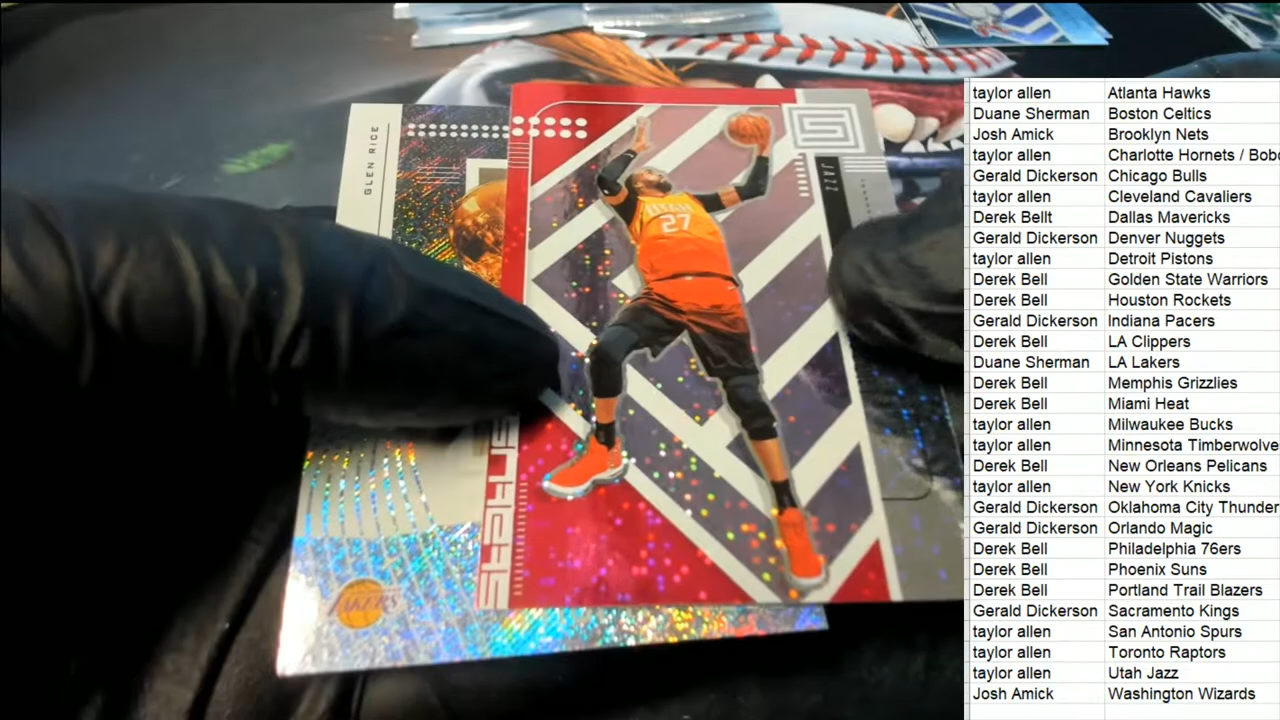 GLEN RICE
JAZZ
UTAH
27
STATUS
LAKERS
taylor allen Atlanta Hawks
Duane Sherman Boston Celtics
Josh Amick Brooklyn Nets
taylor allen Charlotte Hornets / Bobc
Gerald Dickerson Chicago Bulls
taylor allen Cleveland Cavaliers
Derek Bellt Dallas Mavericks
Gerald Dickerson Denver Nuggets
taylor allen Detroit Pistons
Derek Bell Golden State Warriors
Derek Bell Houston Rockets
Gerald Dickerson Indiana Pacers
Derek Bell LA Clippers
Duane Sherman LA Lakers
Derek Bell Memphis Grizzlies
Derek Bell Miami Heat
taylor allen Milwaukee Bucks
taylor allen Minnesota Timberwolve
Derek Bell New Orleans Pelicans
taylor allen New York Knicks
Gerald Dickerson Oklahoma City Thunder
Gerald Dickerson Orlando Magic
Derek Bell Philadelphia 76ers
Derek Bell Phoenix Suns
Derek Bell Portland Trail Blazers
Gerald Dickerson Sacramento Kings
taylor allen San Antonio Spurs
taylor allen Toronto Raptors
taylor allen Utah Jazz
Josh Amick Washington Wizards